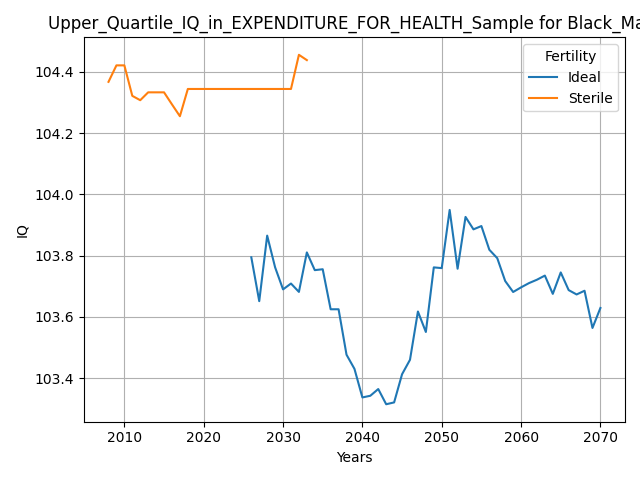 Upper_Quartile_IQ_in_EXPENDITURE_FOR_HEALTH_Sample for Black_Ma
Fertility
Ideal
Sterile
104.4
104.2
104.0
103.8
103.6
103.4
IQ
2010 2020 2030 2040 2050 2060 2070
Years